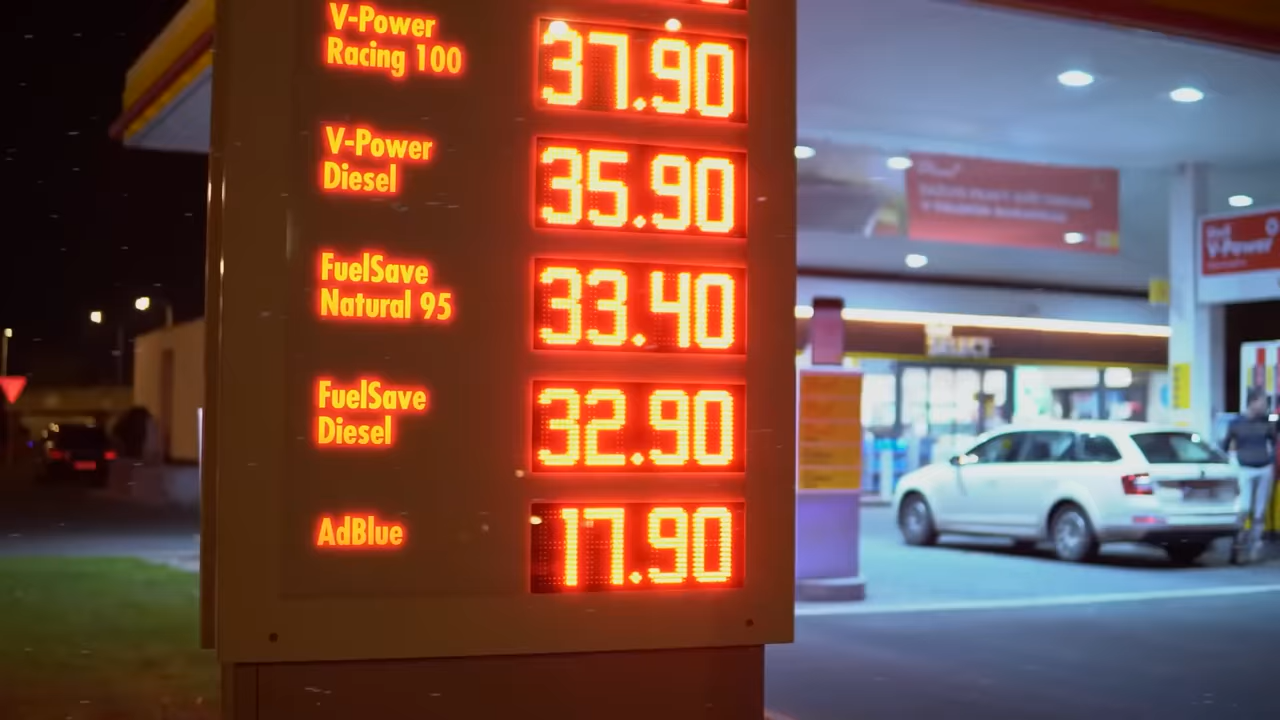 V-Power
Racing 100
37.90
V-Power
Diesel
35.90
FuelSave
Natural 95
33.40
FuelSave
Diesel
32.90
AdBlue
17.90
SELECT
V-Power